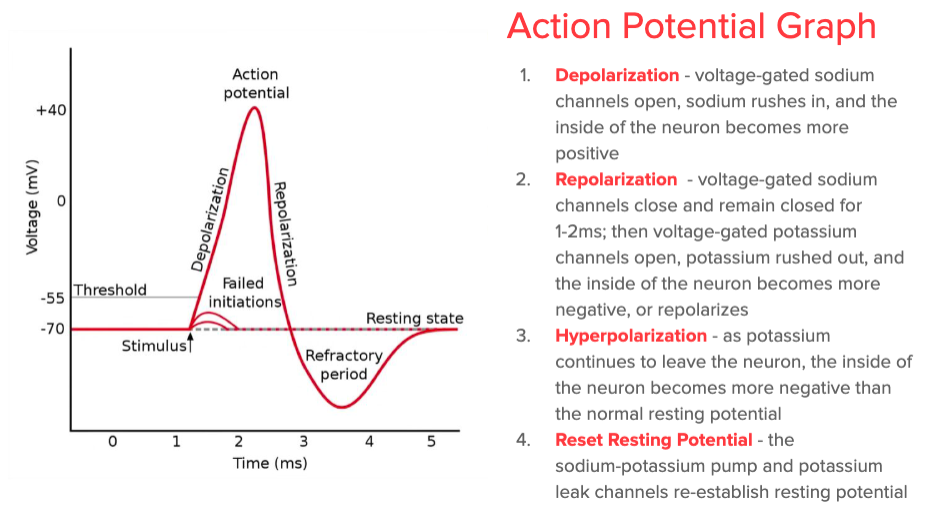 Action Potential Graph
Action
potential
+40
0
-55
-70
Voltage (mV)
Depolarization
Repolarization
Threshold
Failed
initiations
Resting state
Stimulus
Refractory
period
0 1 2 3 4 5
Time (ms)
1. Depolarization - voltage-gated sodium
channels open, sodium rushes in, and the
inside of the neuron becomes more
positive
2. Repolarization - voltage-gated sodium
channels close and remain closed for
1-2ms; then voltage-gated potassium
channels open, potassium rushed out, and
the inside of the neuron becomes more
negative, or repolarizes
3. Hyperpolarization - as potassium
continues to leave the neuron, the inside of
the neuron becomes more negative than
the normal resting potential
4. Reset Resting Potential - the
sodium-potassium pump and potassium
leak channels re-establish resting potential